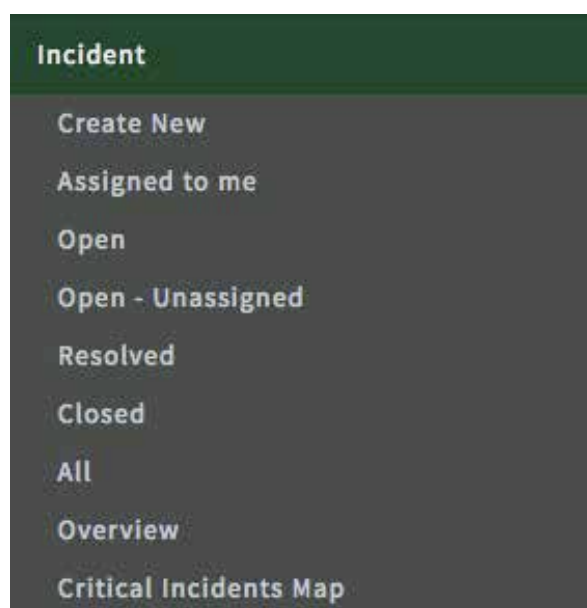 Incident
Create New
Assigned to me
Open
Open - Unassigned
Resolved
Closed
All
Overview
Critical Incidents Map